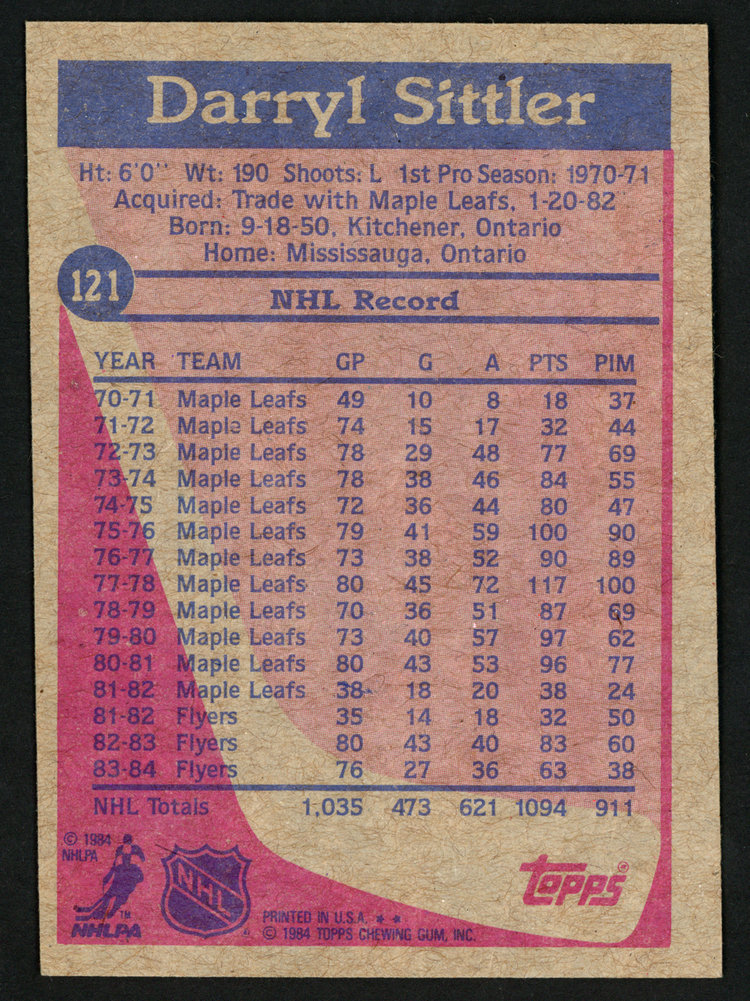 Darryl Sittler
Ht: 6'0" Wt: 190 Shoots: L 1st Pro Season: 1970-71
Acquired: Trade with Maple Leafs, 1-20-82
Born: 9-18-50, Kitchener, Ontario
Home: Mississauga, Ontario
121
NHL Record
YEAR TEAM GP G A PTS PIM
70-71 Maple Leafs 49 10 8 18 37
71-72 Maple Leafs 74 15 17 32 44
72-73 Maple Leafs 78 29 48 77 69
73-74 Maple Leafs 78 38 46 84 55
74-75 Maple Leafs 72 36 44 80 47
75-76 Maple Leafs 79 41 59 100 90
76-77 Maple Leafs 73 38 52 90 89
77-78 Maple Leafs 80 45 72 117 100
78-79 Maple Leafs 70 36 51 87 69
79-80 Maple Leafs 73 40 57 97 62
80-81 Maple Leafs 80 43 53 96 77
81-82 Maple Leafs 38 18 20 38 24
81-82 Flyers 35 14 18 32 50
82-83 Flyers 80 43 40 83 60
83-84 Flyers 76 27 36 63 38
NHL Totals 1,035 473 621 1094 911
© 1984
NHLPA
NHL
TOPPS®
™
NHLPA
PRINTED IN U.S.A. * *
© 1984 TOPPS CHEWING GUM, INC.